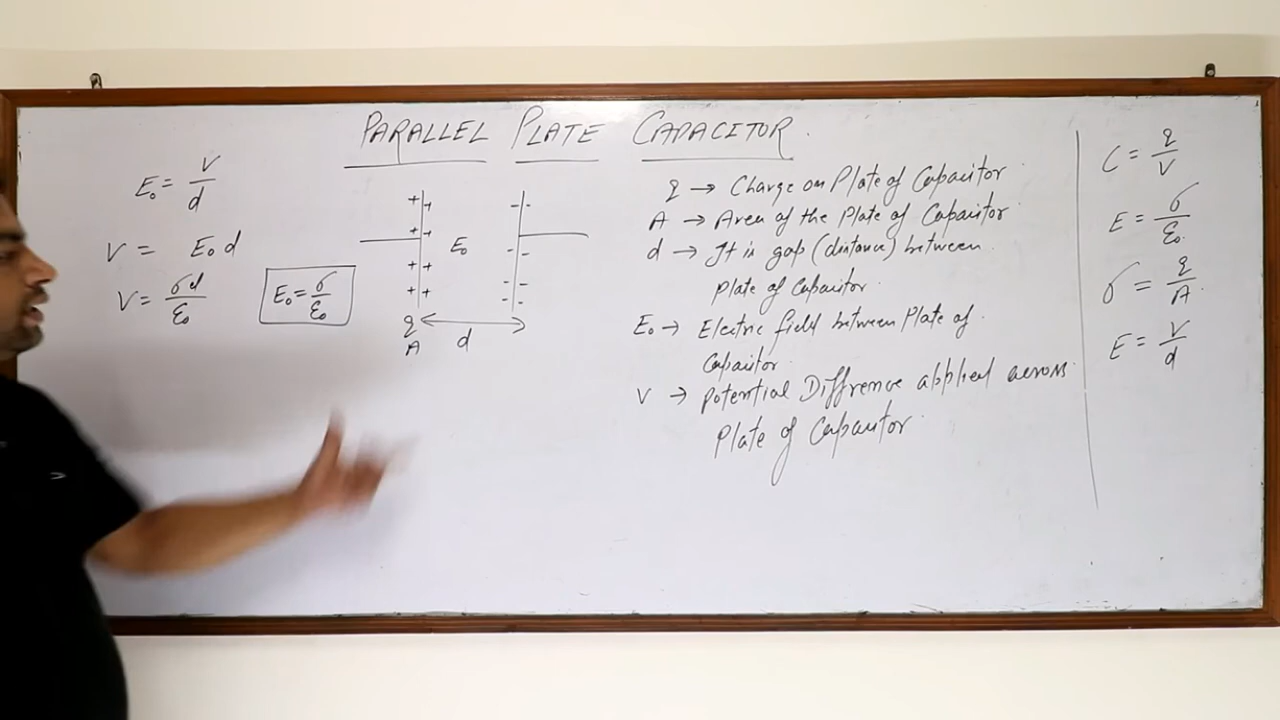 PARALLEL PLATE CAPACITOR.
E₀ = V/d
V = E₀ d
V = σd/ε₀
E₀ = σ/ε₀
+ +
+
+ +
+ +
E₀
- -
- -
- -
- -
q
A
d
q → Charge on Plate of Capacitor
A → Area of the Plate of Capacitor
d → It is gap (distance) between
Plate of Capacitor.
E₀ → Electric field between Plate of
Capacitor.
V → Potential Diffrence applied across
Plate of Capacitor
C = q/V
E = σ/ε₀.
σ = q/A.
E = V/d